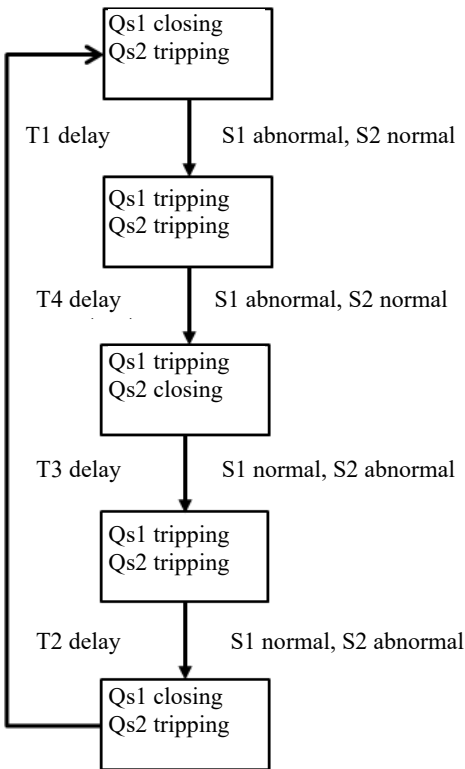 Qs1 closing
Qs2 tripping
T1 delay
S1 abnormal, S2 normal
Qs1 tripping
Qs2 tripping
T4 delay
S1 abnormal, S2 normal
Qs1 tripping
Qs2 closing
T3 delay
S1 normal, S2 abnormal
Qs1 tripping
Qs2 tripping
T2 delay
S1 normal, S2 abnormal
Qs1 closing
Qs2 tripping